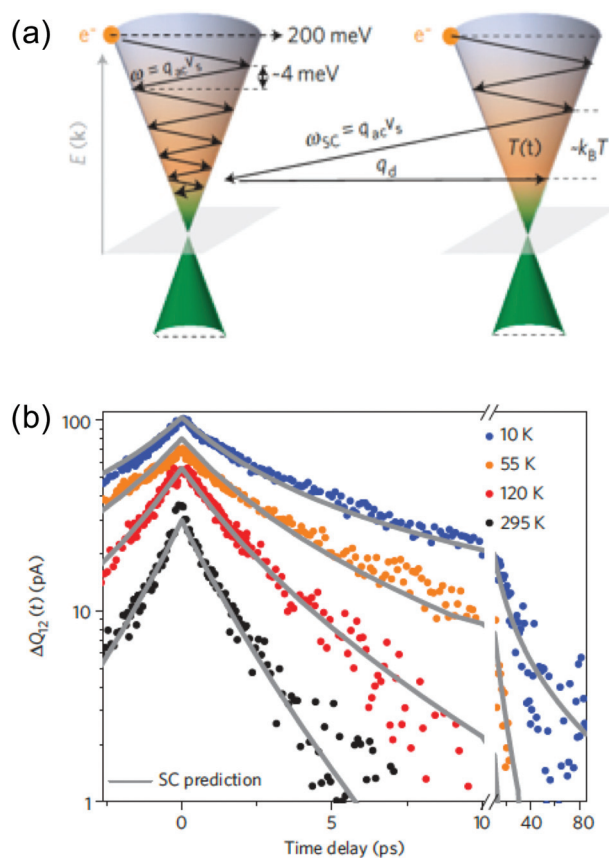 (a)
e-
200 meV
ω = q_ac v_s
~4 meV
E (k)
ω_SC = q_ac v_s
q_d
e-
T(t)
~k_B T
(b)
100
10
1
ΔQ_12 (t) (pA)
10 K
55 K
120 K
295 K
SC prediction
0
5
10
40
80
Time delay (ps)